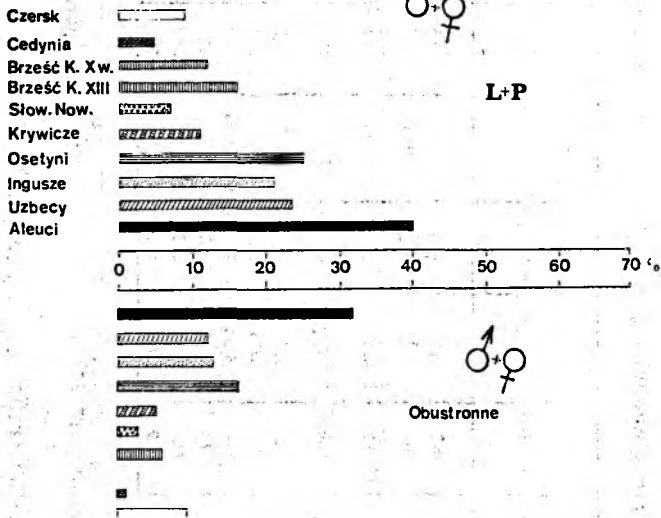 Czersk
Cedynia
Brześć K. X w.
Brześć K. XIII
L+P
Słow. Now.
Krywicze
Osetyni
Ingusze
Uzbecy
Aleuci
0 10 20 30 40 50 60 70
Obustronne